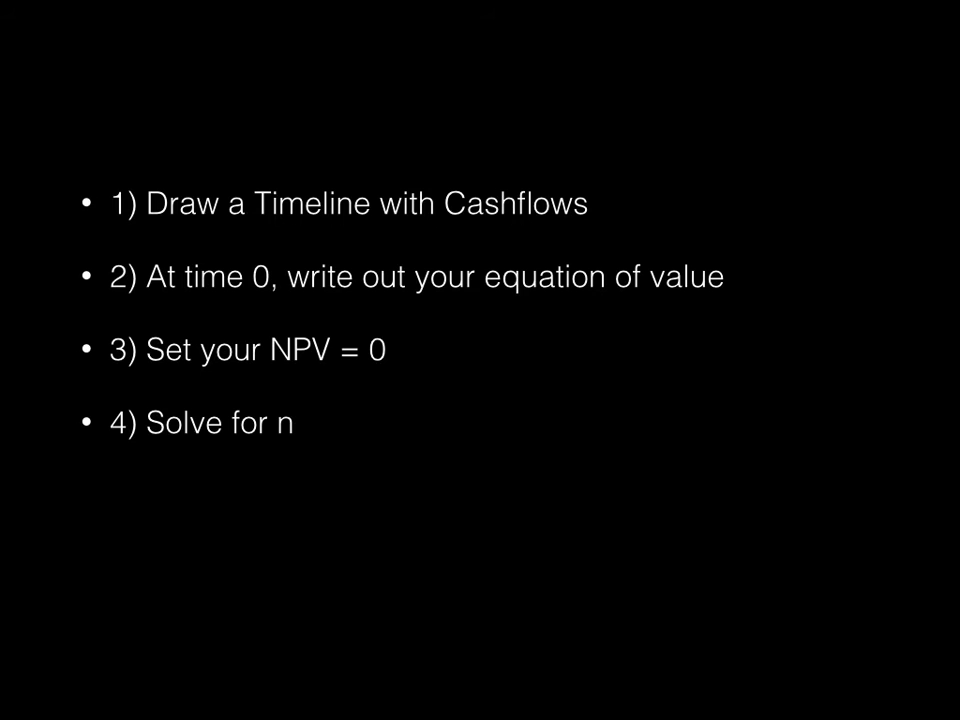 • 1) Draw a Timeline with Cashflows
• 2) At time 0, write out your equation of value
• 3) Set your NPV = 0
• 4) Solve for n